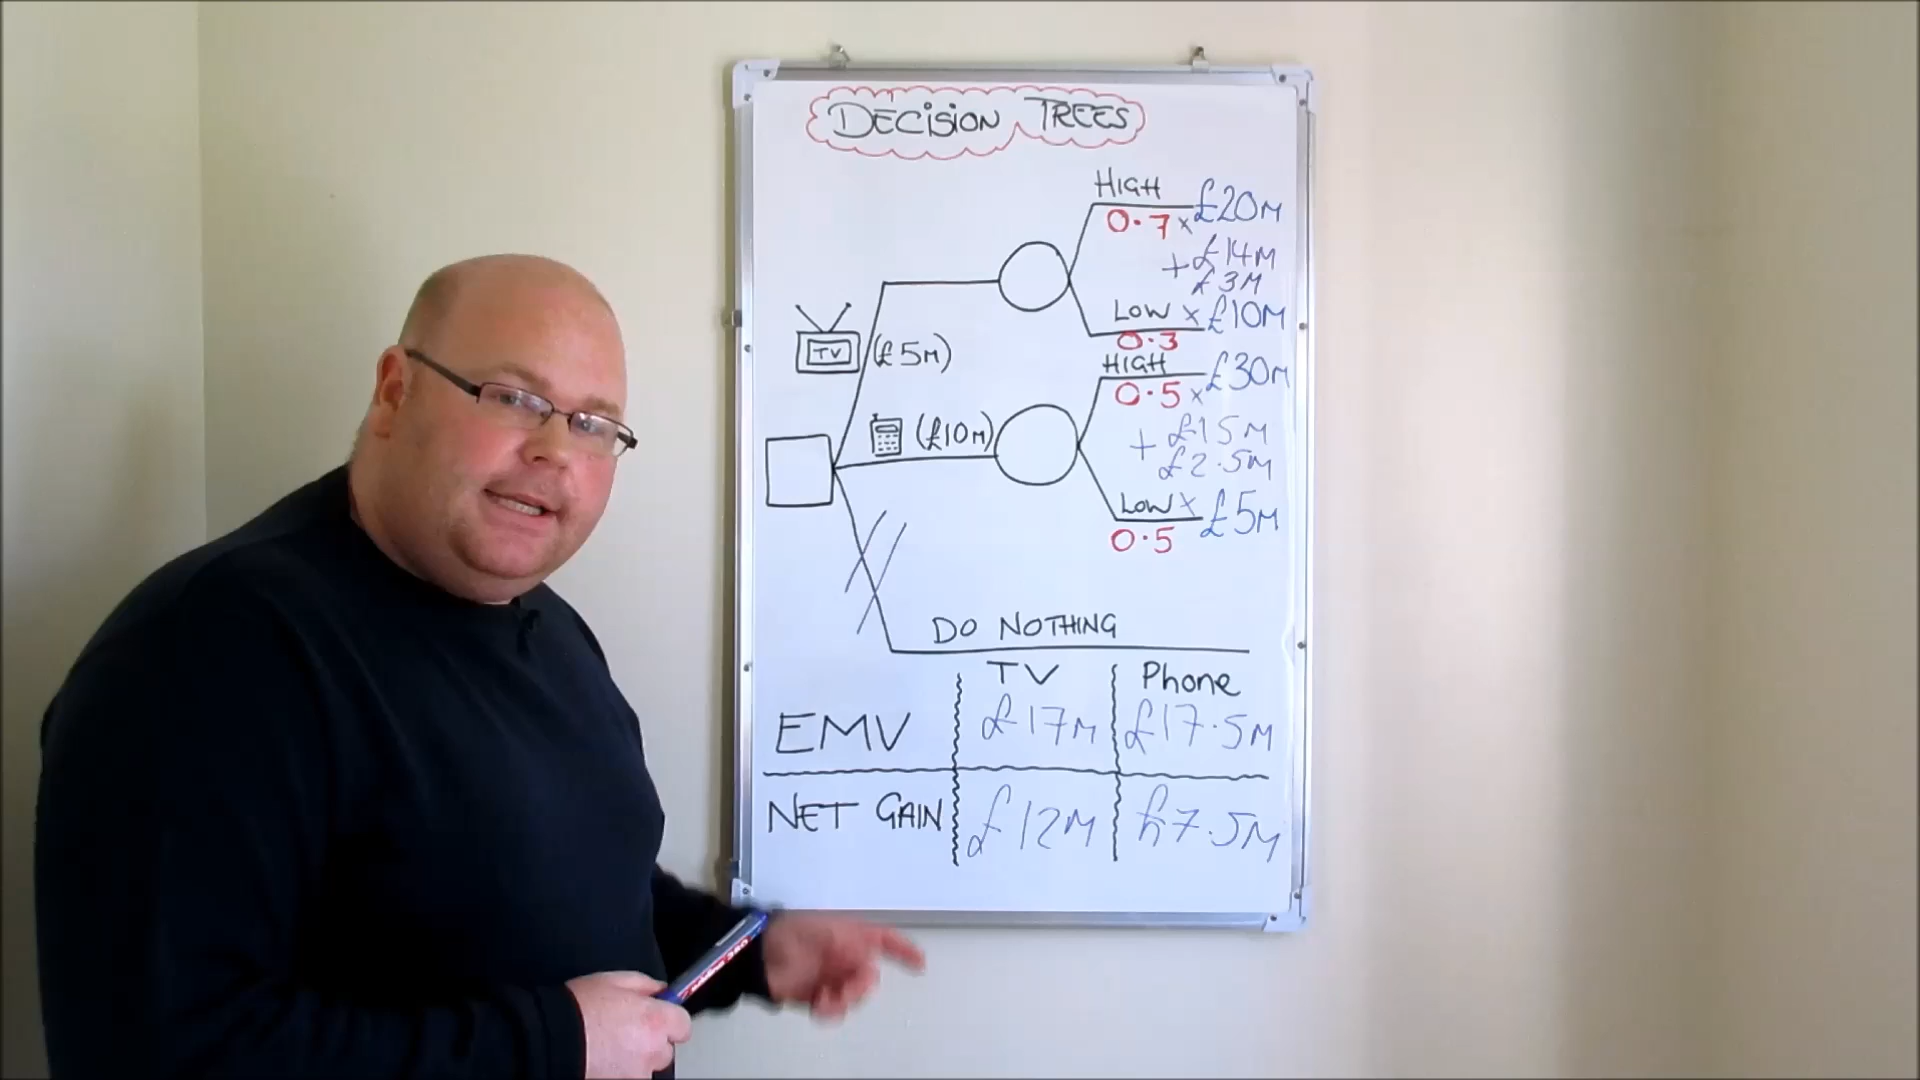 DECISION TREES
HIGH
0.7 x £20M
+ £14M
£3M
LOW x £10M
0.3
TV (£5M)
HIGH
0.5 x £30M
(£10M)
+ £15M
£2.5M
LOW x £5M
0.5
DO NOTHING
TV Phone
EMV £17M £17.5M
NET GAIN £12M £7.5M